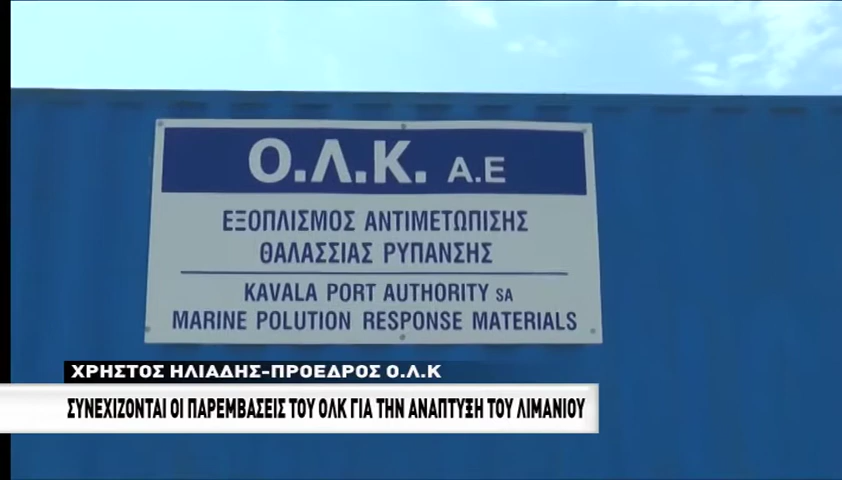 Ο.Λ.Κ. Α.Ε
ΕΞΟΠΛΙΣΜΟΣ ΑΝΤΙΜΕΤΩΠΙΣΗΣ
ΘΑΛΑΣΣΙΑΣ ΡΥΠΑΝΣΗΣ
KAVALA PORT AUTHORITY SA
MARINE POLUTION RESPONSE MATERIALS
ΧΡΗΣΤΟΣ ΗΛΙΑΔΗΣ-ΠΡΟΕΔΡΟΣ Ο.Λ.Κ
ΣΥΝΕΧΙΖΟΝΤΑΙ ΟΙ ΠΑΡΕΜΒΑΣΕΙΣ ΤΟΥ ΟΛΚ ΓΙΑ ΤΗΝ ΑΝΑΠΤΥΞΗ ΤΟΥ ΛΙΜΑΝΙΟΥ